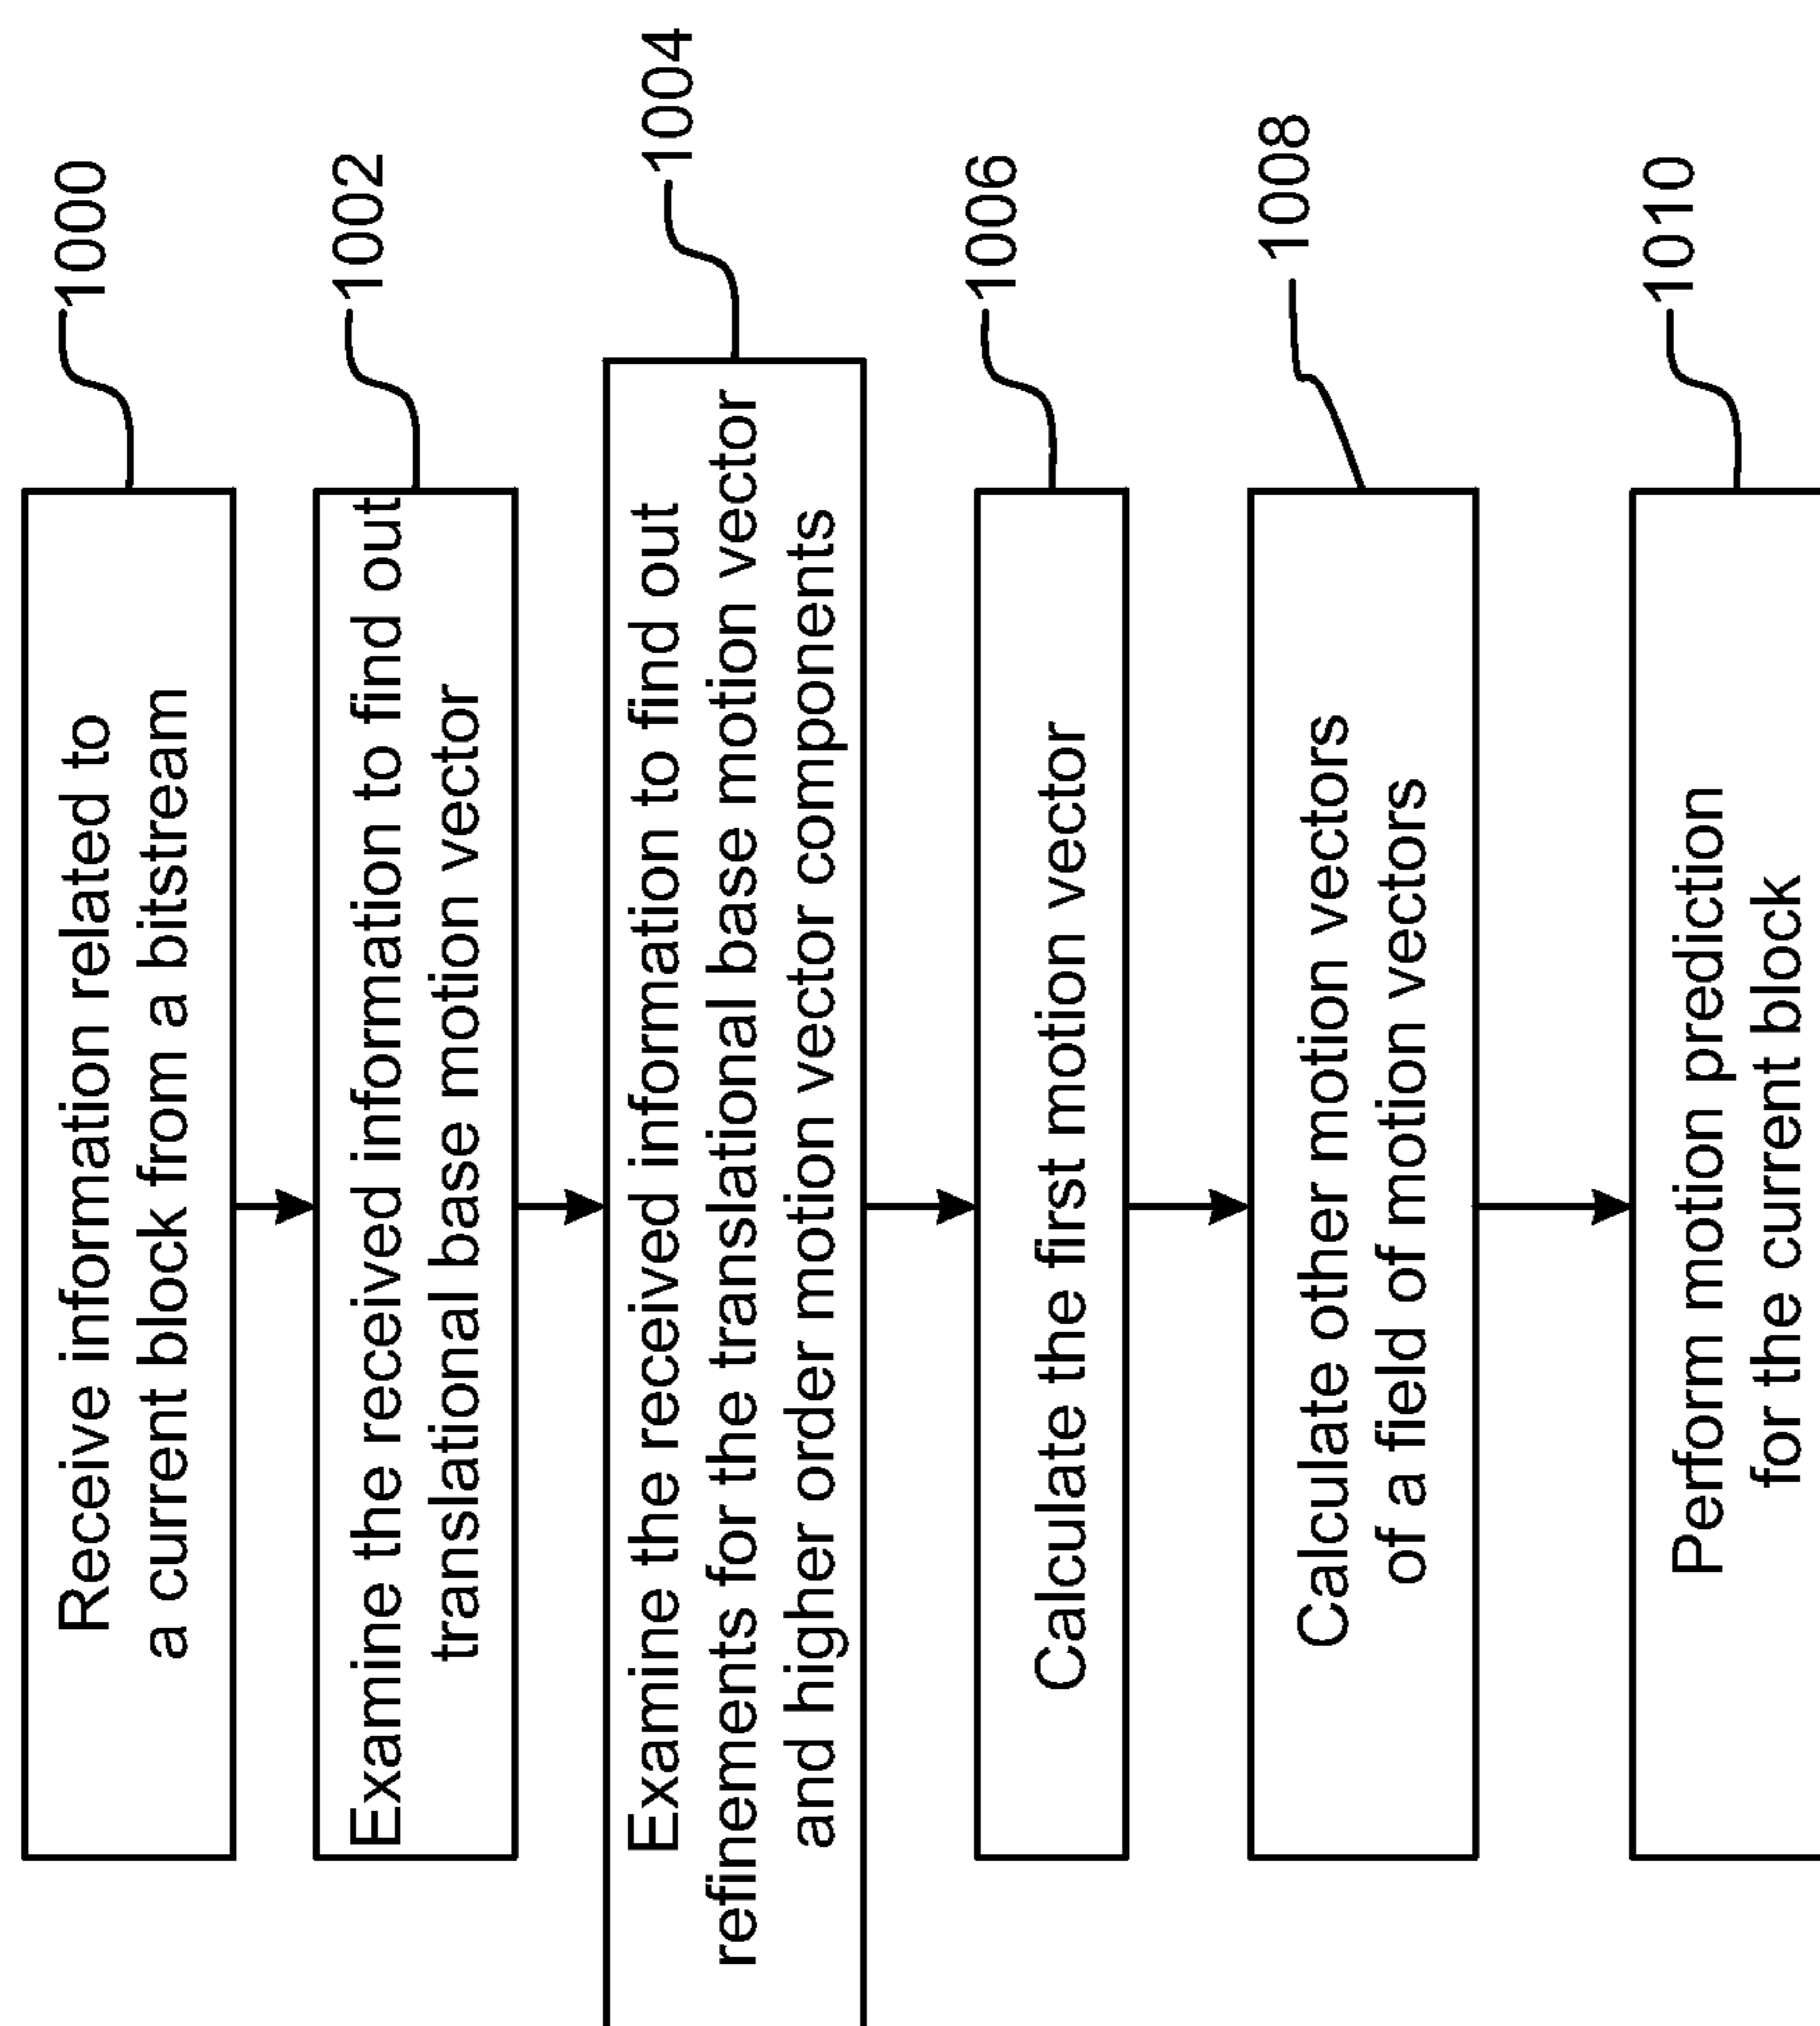 Receive information related to
a current block from a bitstream
1000
Examine the received information to find out
translational base motion vector
1002
Examine the received information to find out
refinements for the translational base motion vector
and higher order motion vector components
1004
Calculate the first motion vector
1006
Calculate other motion vectors
of a field of motion vectors
1008
Perform motion prediction
for the current block
1010